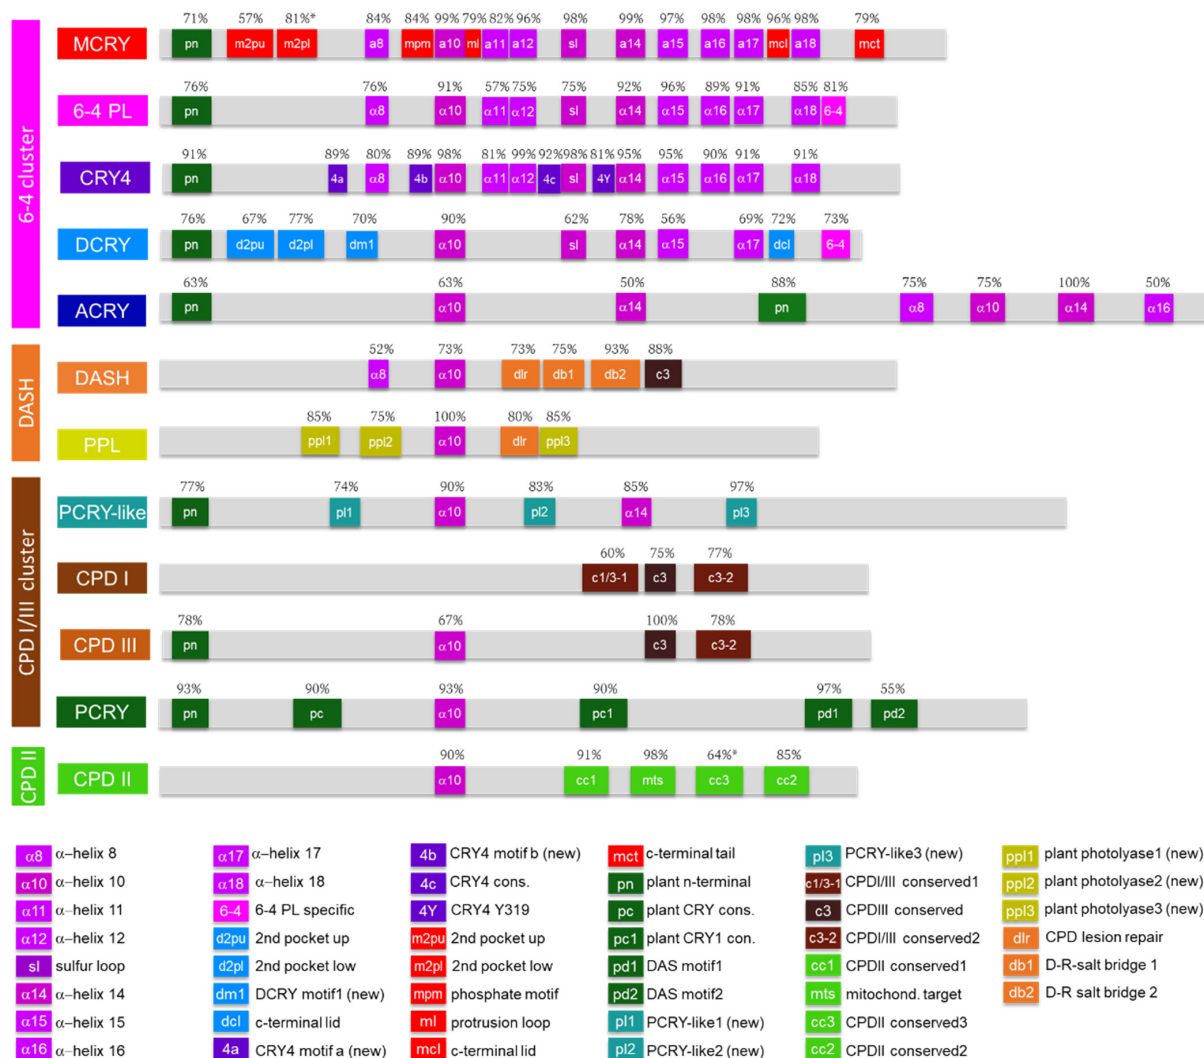 71% 57% 81%* 84% 84% 99% 79% 82% 96% 98% 99% 97% 98% 98% 96% 98% 79%
MCRY pn m2pu m2pl a8 mpm a10 ml a11 a12 sl a14 a15 a16 a17 mcl a18 mct
76% 76% 91% 57% 75% 75% 92% 96% 89% 91% 85% 81%
6-4 PL pn α8 α10 α11 α12 sl α14 α15 α16 α17 α18 6-4
6-4 cluster
91% 89% 80% 89% 98% 81% 99% 92% 98% 81% 95% 95% 90% 91% 91%
CRY4 pn 4a α8 4b α10 α11 α12 4c sl 4Y α14 α15 α16 α17 α18
76% 67% 77% 70% 90% 62% 78% 56% 69% 72% 73%
DCRY pn d2pu d2pl dm1 α10 sl α14 α15 α17 dcl 6-4
63% 63% 50% 88% 75% 75% 100% 50%
ACRY pn α10 α14 pn α8 α10 α14 α16
DASH
52% 73% 73% 75% 93% 88%
DASH α8 α10 dlr db1 db2 c3
85% 75% 100% 80% 85%
PPL ppl1 ppl2 α10 dlr ppl3
CPD I/III cluster
77% 74% 90% 83% 85% 97%
PCRY-like pn pl1 α10 pl2 α14 pl3
60% 75% 77%
CPD I c1/3-1 c3 c3-2
78% 67% 100% 78%
CPD III pn α10 c3 c3-2
93% 90% 93% 90% 97% 55%
PCRY pn pc α10 pc1 pd1 pd2
CPD II
90% 91% 98% 64%* 85%
CPD II α10 cc1 mts cc3 cc2
α8 α–helix 8
α10 α–helix 10
α11 α–helix 11
α12 α–helix 12
sl sulfur loop
α14 α–helix 14
α15 α–helix 15
α16 α–helix 16
α17 α–helix 17
α18 α–helix 18
6-4 6-4 PL specific
d2pu 2nd pocket up
d2pl 2nd pocket low
dm1 DCRY motif1 (new)
dcl c-terminal lid
4a CRY4 motif a (new)
4b CRY4 motif b (new)
4c CRY4 cons.
4Y CRY4 Y319
m2pu 2nd pocket up
m2pl 2nd pocket low
mpm phosphate motif
ml protrusion loop
mcl c-terminal lid
mct c-terminal tail
pn plant n-terminal
pc plant CRY cons.
pc1 plant CRY1 con.
pd1 DAS motif1
pd2 DAS motif2
pl1 PCRY-like1 (new)
pl2 PCRY-like2 (new)
pl3 PCRY-like3 (new)
c1/3-1 CPDI/III conserved1
c3 CPDIII conserved
c3-2 CPDI/III conserved2
cc1 CPDII conserved1
mts mitochond. target
cc3 CPDII conserved3
cc2 CPDII conserved2
ppl1 plant photolyase1 (new)
ppl2 plant photolyase2 (new)
ppl3 plant photolyase3 (new)
dlr CPD lesion repair
db1 D-R-salt bridge 1
db2 D-R salt bridge 2